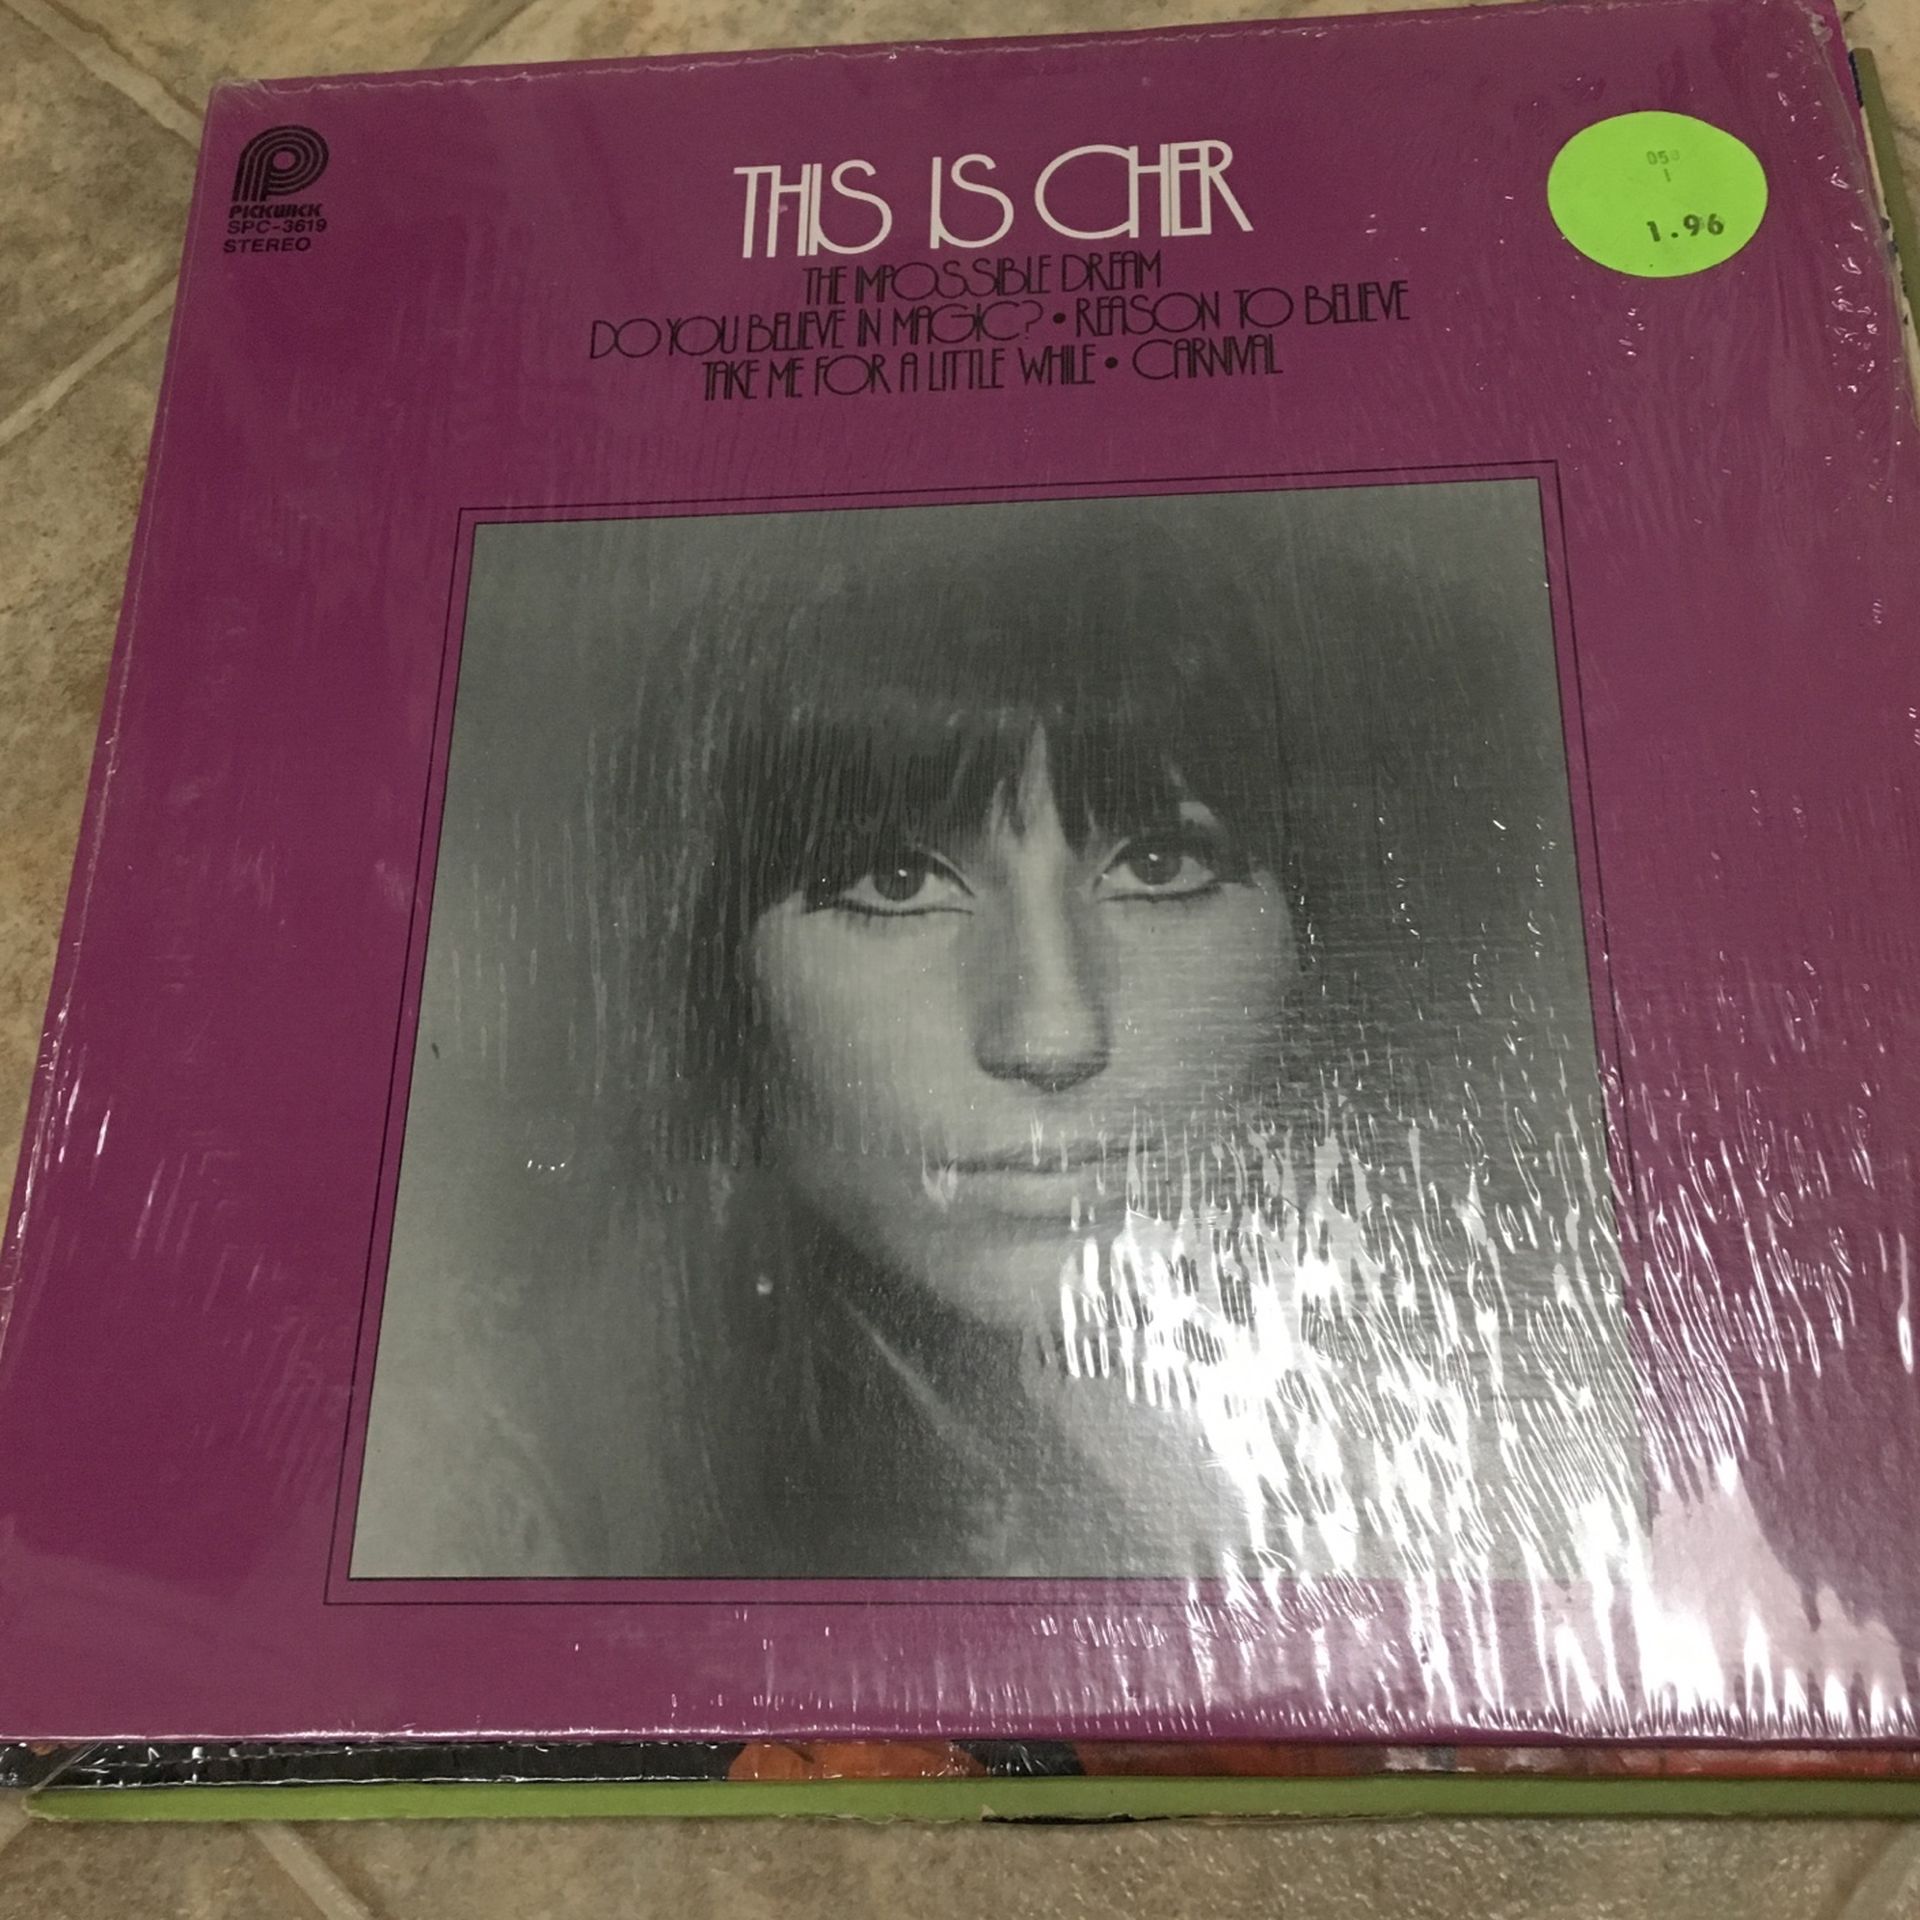 PICKWICK
SPC-3619
STEREO
THIS IS CHER
THE IMPOSSIBLE DREAM
DO YOU BELIEVE IN MAGIC? • REASON TO BELIEVE
TAKE ME FOR A LITTLE WHILE • CARNIVAL
1
1.96